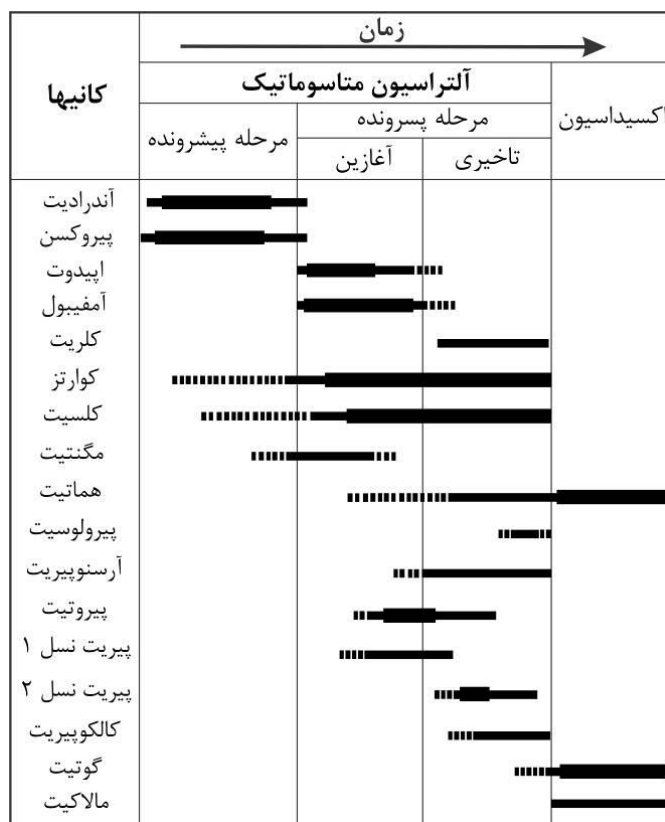 زمان
کانیها
آلتراسیون متاسوماتیک
اکسیداسیون
مرحله پیشرونده
مرحله پسرونده
آغازین
تاخیری
آندرادیت
پیروکسن
اپیدوت
آمفیبول
کلریت
کوارتز
کلسیت
مگنتیت
هماتیت
پیرولوسیت
آرسنوپیریت
پیروتیت
پیریت نسل ۱
پیریت نسل ۲
کالکوپیریت
گوتیت
مالاکیت